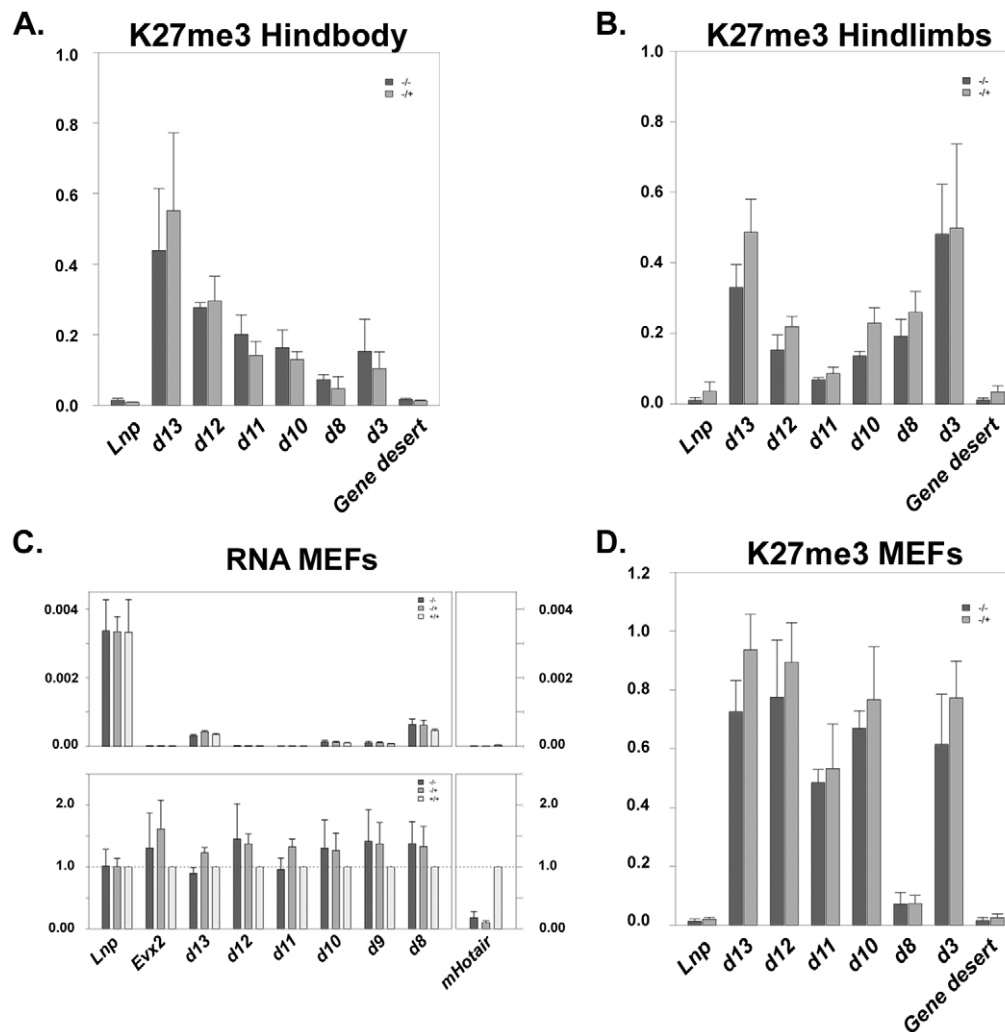 A.
K27me3 Hindbody
1.0
0.8
0.6
0.4
0.2
0.0
-/-
-/+
Lnp
d13
d12
d11
d10
d8
d3
Gene desert
B.
K27me3 Hindlimbs
1.0
0.8
0.6
0.4
0.2
0.0
-/-
-/+
Lnp
d13
d12
d11
d10
d8
d3
Gene desert
C.
RNA MEFs
0.004
0.002
0.00
-/-
-/+
+/+
0.004
0.002
0.00
2.0
1.0
0.00
-/-
-/+
+/+
2.0
1.0
0.00
Lnp
Evx2
d13
d12
d11
d10
d9
d8
mHotair
D.
K27me3 MEFs
1.2
1.0
0.8
0.6
0.4
0.2
0.0
-/-
-/+
Lnp
d13
d12
d11
d10
d8
d3
Gene desert